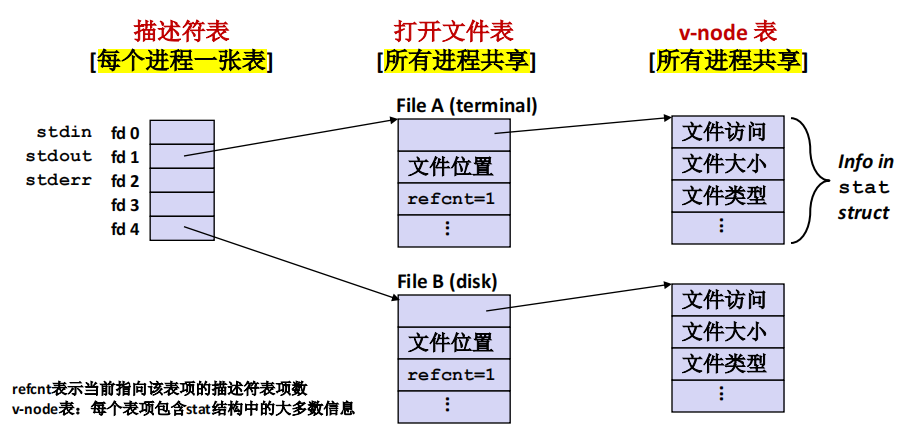 描述符表
[每个进程一张表]
打开文件表
[所有进程共享]
v-node 表
[所有进程共享]
stdin fd 0
stdout fd 1
stderr fd 2
fd 3
fd 4
File A (terminal)
文件位置
refcnt=1
⋮
File B (disk)
文件位置
refcnt=1
⋮
文件访问
文件大小
文件类型
⋮
Info in
stat
struct
文件访问
文件大小
文件类型
⋮
refcnt表示当前指向该表项的描述符表项数
v-node表：每个表项包含stat结构中的大多数信息